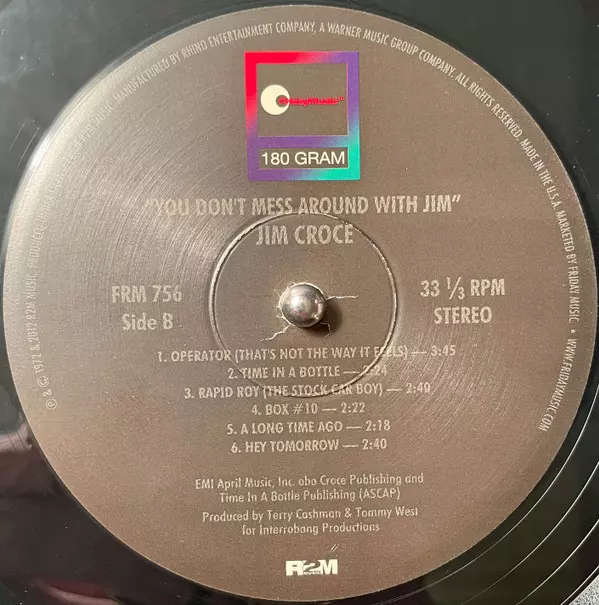 MANUFACTURED BY RHINO ENTERTAINMENT COMPANY, A WARNER MUSIC GROUP COMPANY. ALL RIGHTS RESERVED. MADE IN THE U.S.A. MARKETED BY FRIDAY MUSIC • WWW.FRIDAYMUSIC.COM
180 GRAM
"YOU DON'T MESS AROUND WITH JIM"
JIM CROCE
FRM 756
Side B
33 1/3 RPM
STEREO
1. OPERATOR (THAT'S NOT THE WAY IT FEELS) — 3:45
2. TIME IN A BOTTLE — 2:24
3. RAPID ROY (THE STOCK CAR BOY) — 2:40
4. BOX #10 — 2:22
5. A LONG TIME AGO — 2:18
6. HEY TOMORROW — 2:40
EMI April Music, Inc. obo Croce Publishing and
Time In A Bottle Publishing (ASCAP)
Produced by Terry Cashman & Tommy West
for Interrobang Productions
R2M
℗ & © 1972 & 2012 R2M MUSIC.